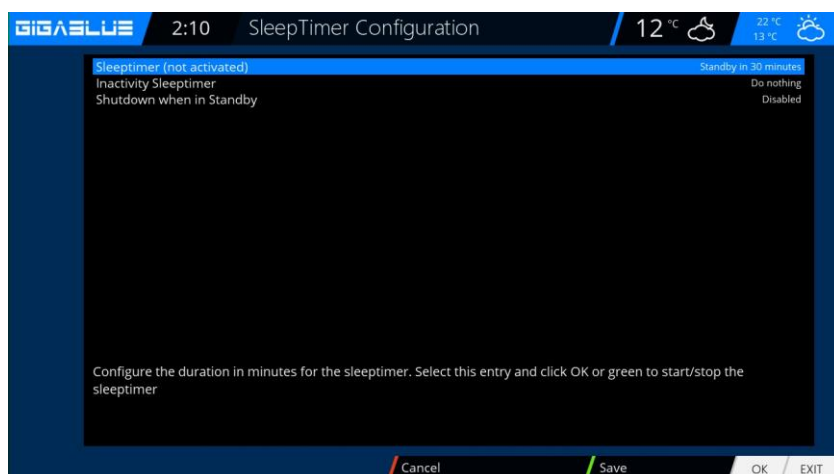 GIGABLUE 2:10 SleepTimer Configuration 12 °C 22 °C
13 °C
Sleeptimer (not activated) Standby in 30 minutes
Inactivity Sleeptimer Do nothing
Shutdown when in Standby Disabled
Configure the duration in minutes for the sleeptimer. Select this entry and click OK or green to start/stop the
sleeptimer
Cancel Save OK EXIT